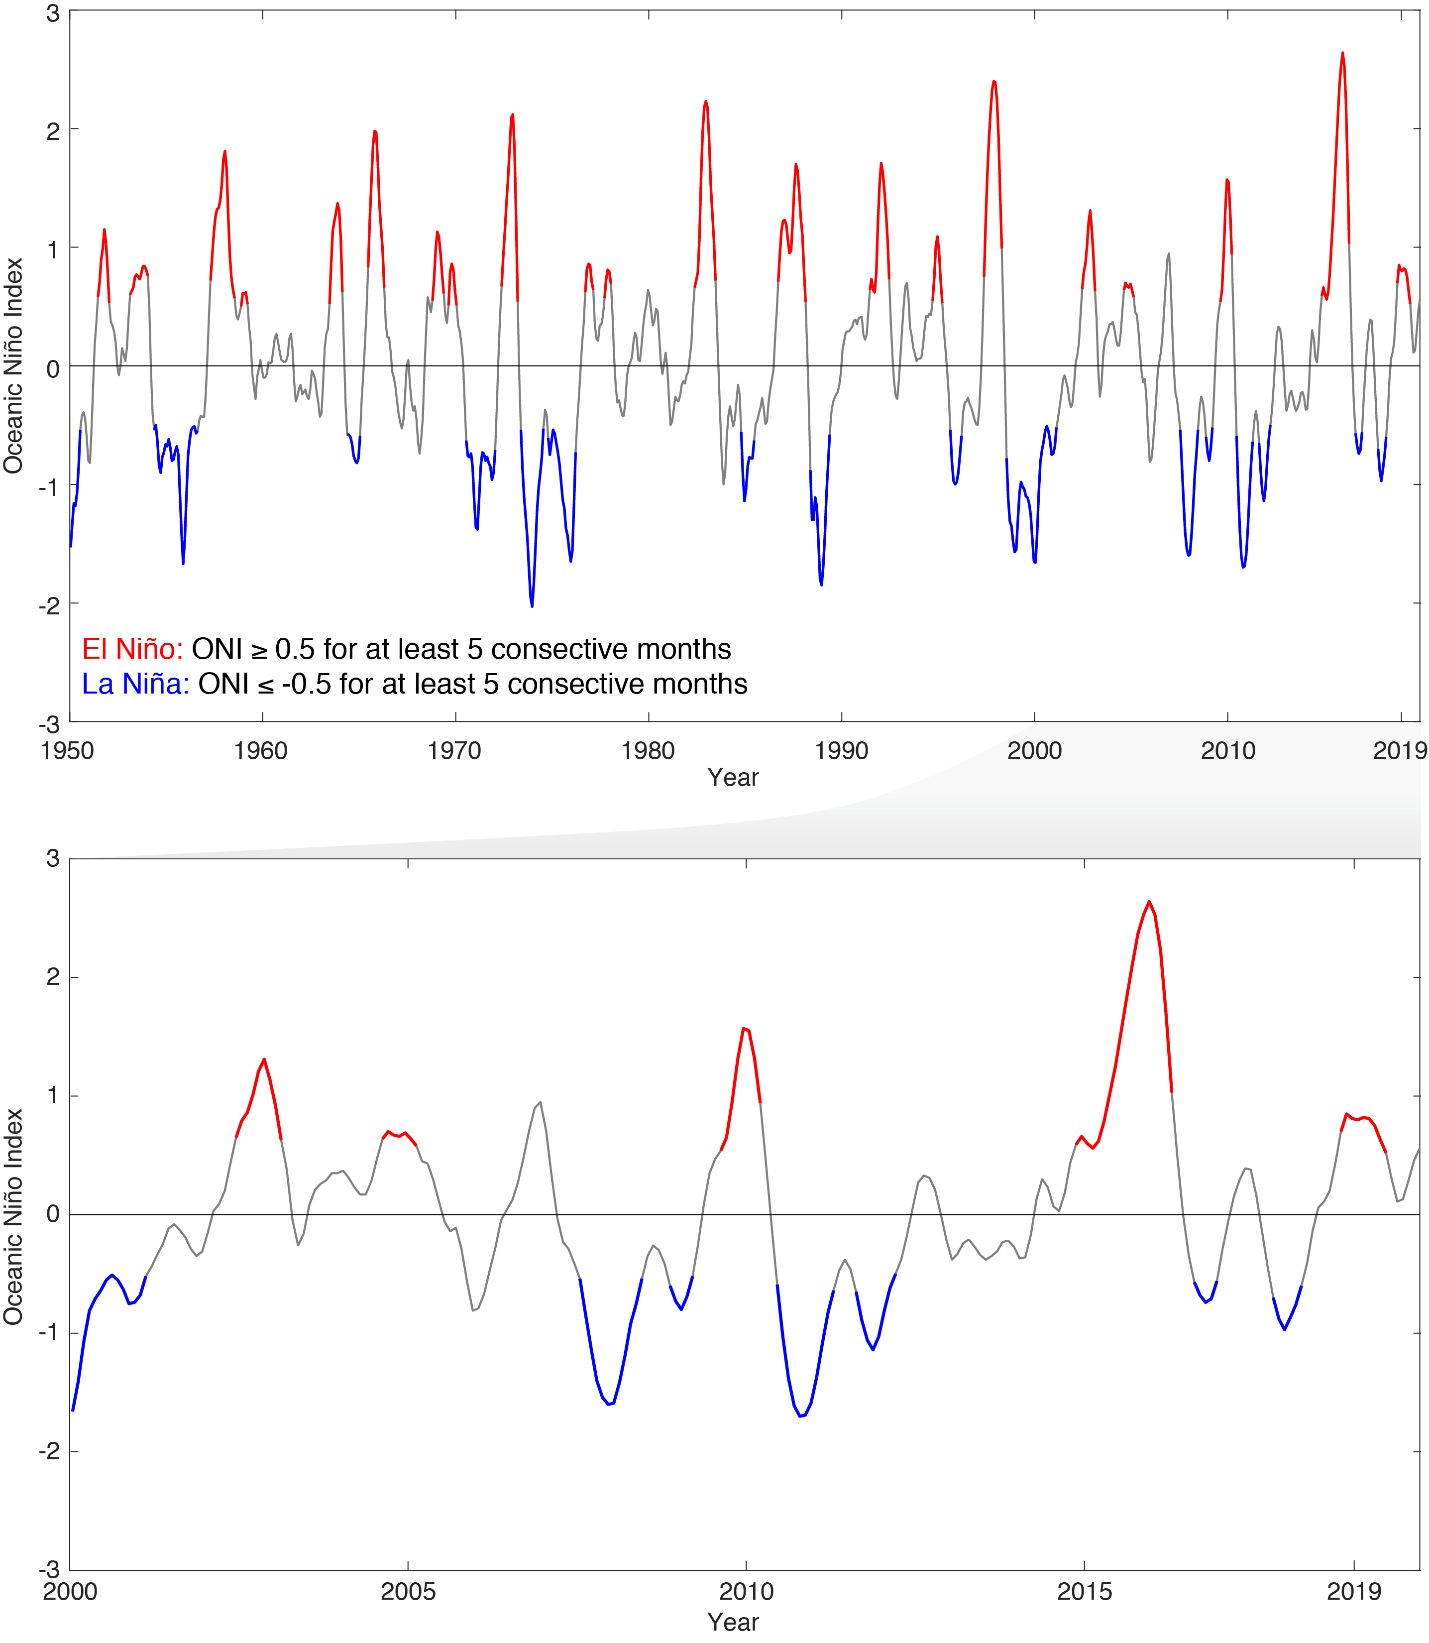 3
2
1
0
-1
-2
-3
Oceanic Niño Index
El Niño: ONI ≥ 0.5 for at least 5 consective months
La Niña: ONI ≤ -0.5 for at least 5 consective months
1950 1960 1970 1980 1990 2000 2010 2019
Year
3
2
1
0
-1
-2
-3
Oceanic Niño Index
2000 2005 2010 2015 2019
Year